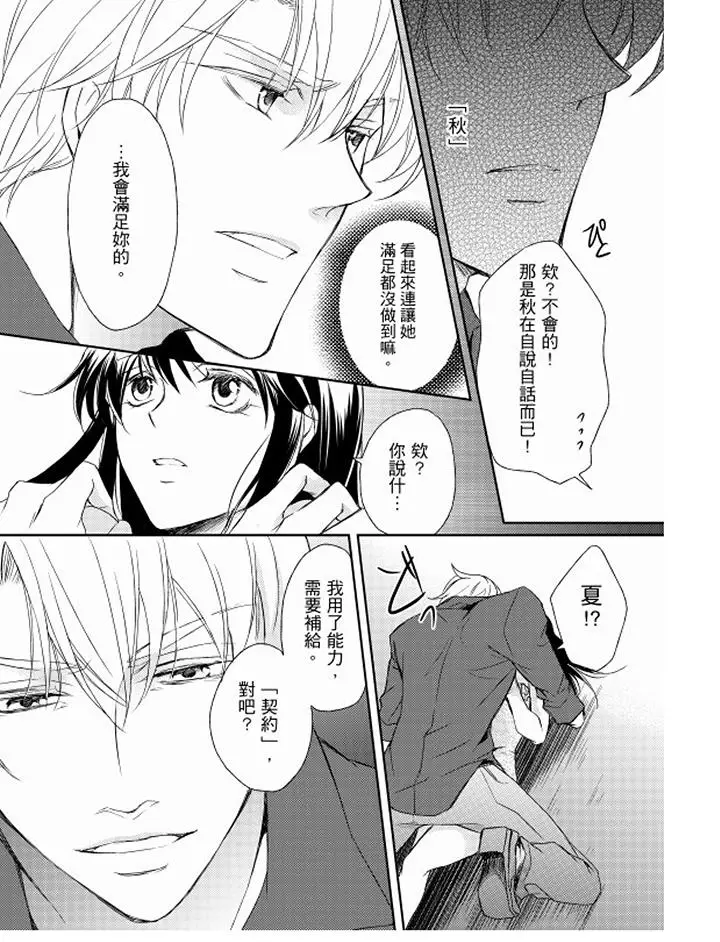 「秋」
ぴと
欸？不會的！
那是秋在自說自話而已！
看起來連讓她
滿足都沒做到嘛。
…我會滿足妳的。
欸？
你說什…
夏!?
我用了能力，
需要補給。
「契約」，
對吧？